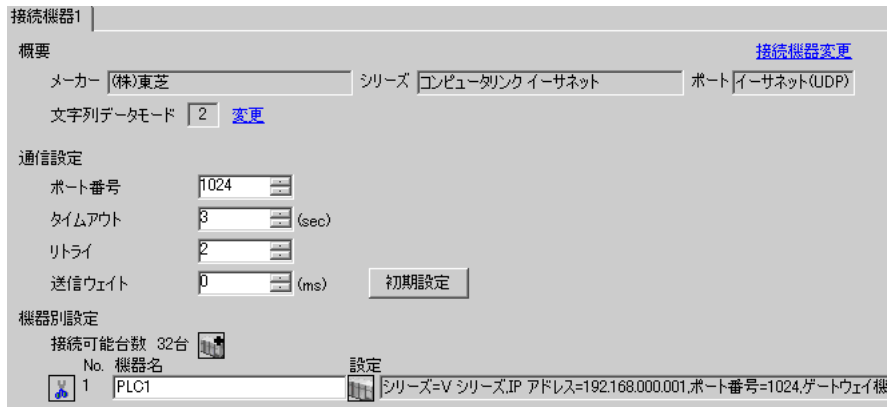 接続機器1
概要 接続機器変更
メーカー (株)東芝 シリーズ コンピュータリンク イーサネット ポート イーサネット(UDP)
文字列データモード 2 変更
通信設定
ポート番号 1024
タイムアウト 3 (sec)
リトライ 2
送信ウェイト 0 (ms) 初期設定
機器別設定
接続可能台数 32台
No. 機器名 設定
1 PLC1 シリーズ=V シリーズ,IP アドレス=192.168.000.001,ポート番号=1024,ゲートウェイ機